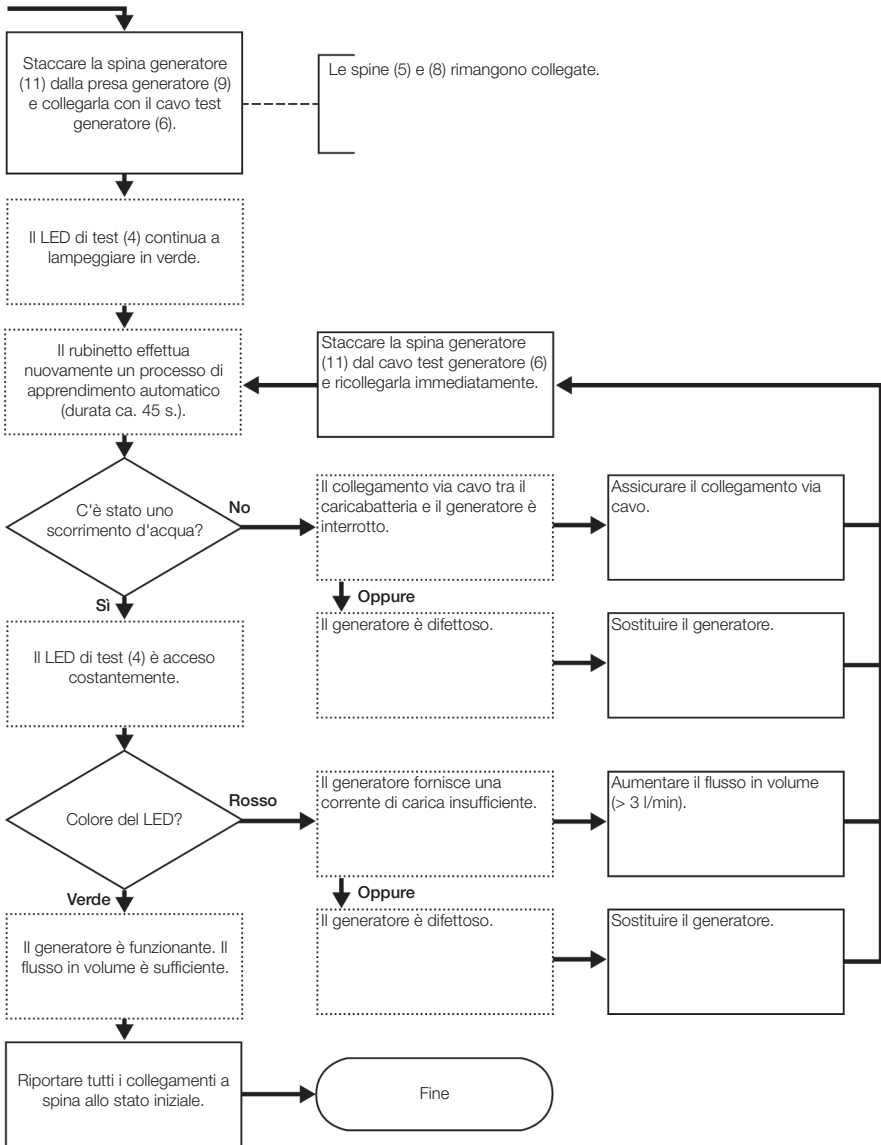 Staccare la spina generatore
(11) dalla presa generatore (9)
e collegarla con il cavo test
generatore (6).
Le spine (5) e (8) rimangono collegate.
Il LED di test (4) continua a
lampeggiare in verde.
Il rubinetto effettua
nuovamente un processo di
apprendimento automatico
(durata ca. 45 s.).
Staccare la spina generatore
(11) dal cavo test generatore (6)
e ricollegarla immediatamente.
C'è stato uno
scorrimento d'acqua?
No
Il collegamento via cavo tra il
caricabatteria e il generatore è
interrotto.
Assicurare il collegamento via
cavo.
Oppure
Il generatore è difettoso.
Sostituire il generatore.
Sì
Il LED di test (4) è acceso
costantemente.
Colore del LED?
Rosso
Il generatore fornisce una
corrente di carica insufficiente.
Aumentare il flusso in volume
(> 3 l/min).
Oppure
Il generatore è difettoso.
Sostituire il generatore.
Verde
Il generatore è funzionante. Il
flusso in volume è sufficiente.
Riportare tutti i collegamenti a
spina allo stato iniziale.
Fine